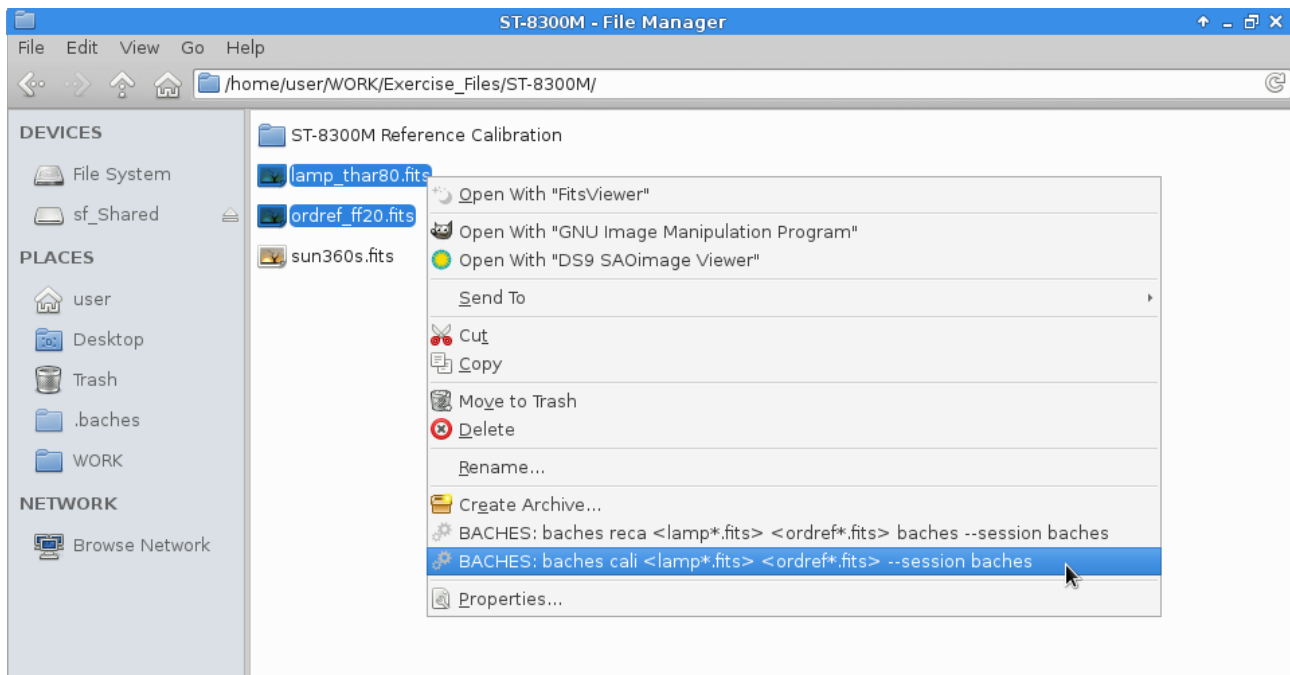 ST-8300M - File Manager
File Edit View Go Help
/home/user/WORK/Exercise_Files/ST-8300M/
DEVICES
File System
sf_Shared
PLACES
user
Desktop
Trash
.baches
WORK
NETWORK
Browse Network
ST-8300M Reference Calibration
lamp_thar80.fits
ordref_ff20.fits
sun360s.fits
Open With "FitsViewer"
Open With "GNU Image Manipulation Program"
Open With "DS9 SAOimage Viewer"
Send To
Cut
Copy
Move to Trash
Delete
Rename...
Create Archive...
BACHES: baches reca <lamp*.fits> <ordref*.fits> baches --session baches
BACHES: baches cali <lamp*.fits> <ordref*.fits> --session baches
Properties...